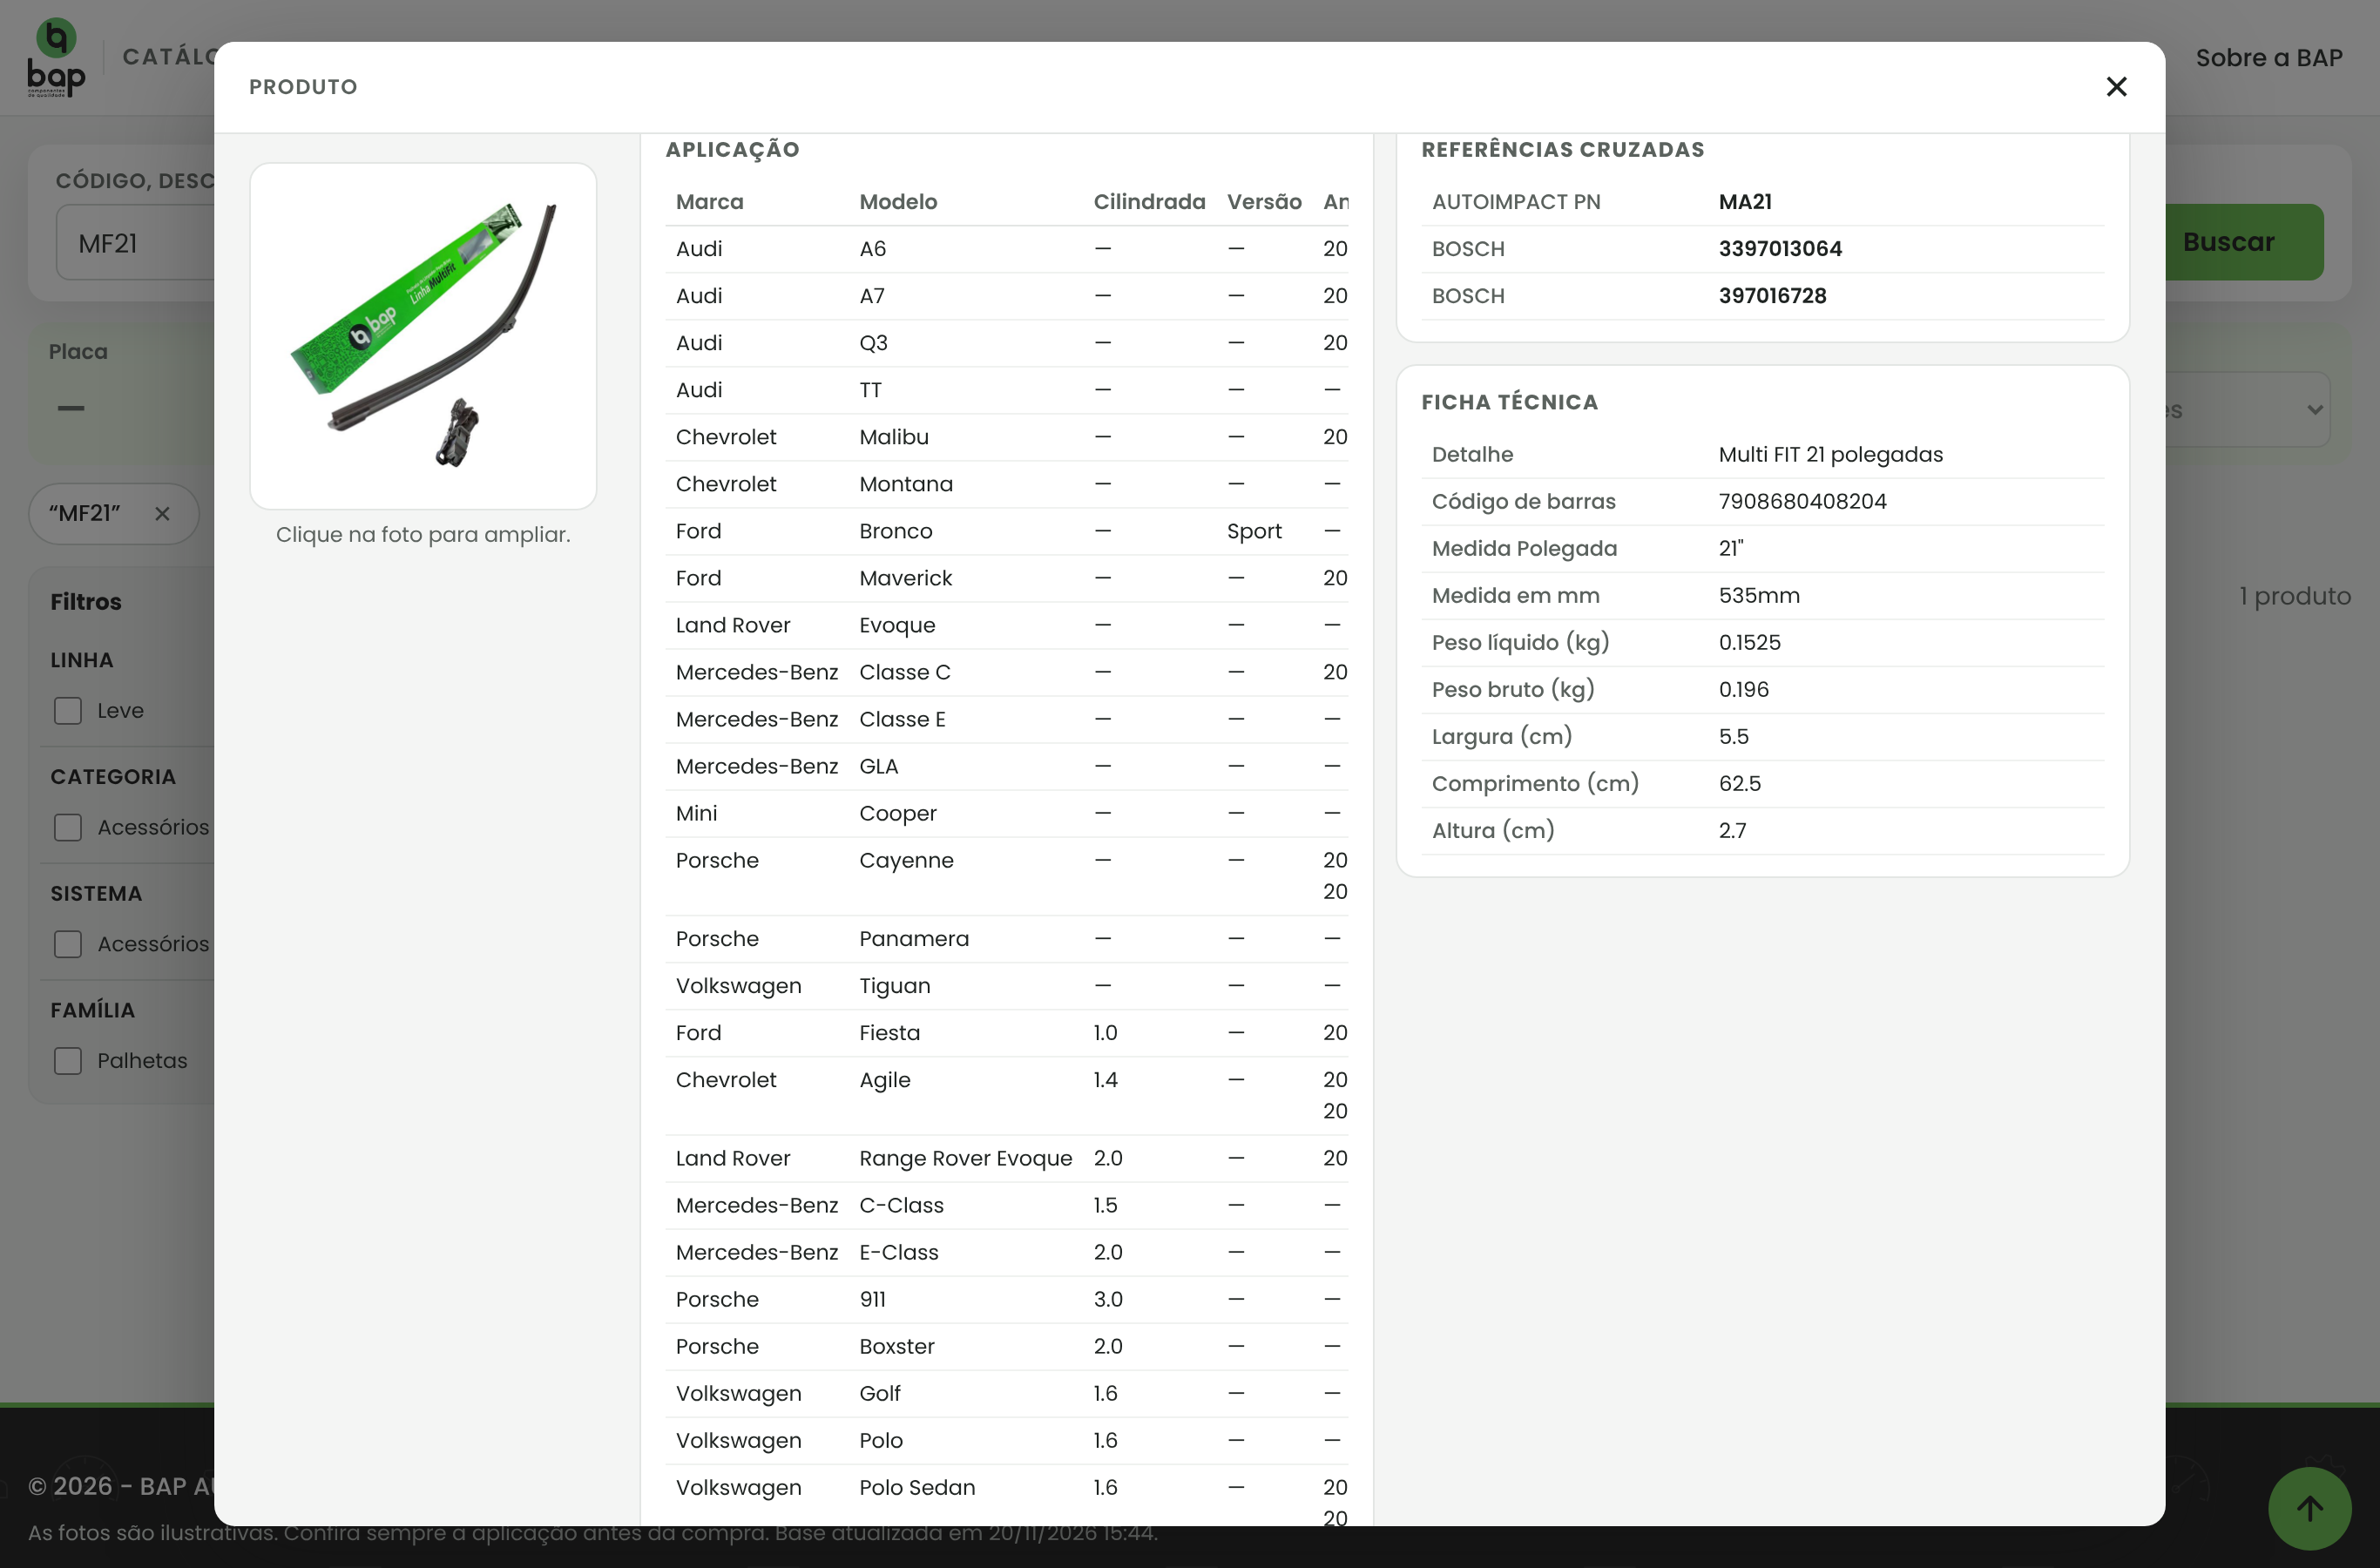 bap
componentes de qualidade
CATÁLO
Sobre a BAP
PRODUTO
CÓDIGO, DESC
MF21
Buscar
Placa
—
es
“MF21”
1 produto
Filtros
LINHA
Leve
CATEGORIA
Acessórios
SISTEMA
Acessórios
FAMÍLIA
Palhetas
bap
Linha MultiFit
Clique na foto para ampliar.
APLICAÇÃO
Marca Modelo Cilindrada Versão An
Audi A6 — — 20
Audi A7 — — 20
Audi Q3 — — 20
Audi TT — — —
Chevrolet Malibu — — 20
Chevrolet Montana — — —
Ford Bronco — Sport —
Ford Maverick — — 20
Land Rover Evoque — — —
Mercedes-Benz Classe C — — 20
Mercedes-Benz Classe E — — —
Mercedes-Benz GLA — — —
Mini Cooper — — —
Porsche Cayenne — — 20
20
Porsche Panamera — — —
Volkswagen Tiguan — — —
Ford Fiesta 1.0 — 20
Chevrolet Agile 1.4 — 20
20
Land Rover Range Rover Evoque 2.0 — 20
Mercedes-Benz C-Class 1.5 — —
Mercedes-Benz E-Class 2.0 — —
Porsche 911 3.0 — —
Porsche Boxster 2.0 — —
Volkswagen Golf 1.6 — —
Volkswagen Polo 1.6 — —
Volkswagen Polo Sedan 1.6 — 20
20
REFERÊNCIAS CRUZADAS
AUTOIMPACT PN MA21
BOSCH 3397013064
BOSCH 397016728
FICHA TÉCNICA
Detalhe Multi FIT 21 polegadas
Código de barras 7908680408204
Medida Polegada 21"
Medida em mm 535mm
Peso líquido (kg) 0.1525
Peso bruto (kg) 0.196
Largura (cm) 5.5
Comprimento (cm) 62.5
Altura (cm) 2.7
© 2026 - BAP AU
As fotos são ilustrativas. Confira sempre a aplicação antes da compra. Base atualizada em 20/11/2026 15:44.